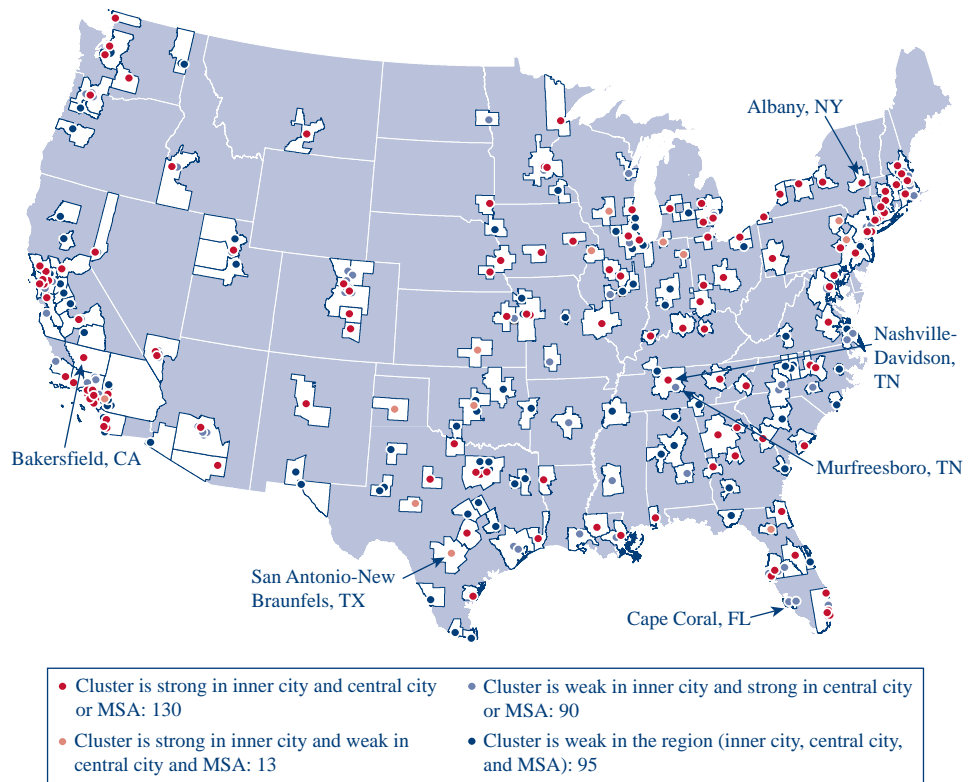 Albany, NY
Nashville-
Davidson,
TN
Bakersfield, CA
Murfreesboro, TN
San Antonio-New
Braunfels, TX
Cape Coral, FL
Cluster is strong in inner city and central city
or MSA: 130
Cluster is strong in inner city and weak in
central city and MSA: 13
Cluster is weak in inner city and strong in central city
or MSA: 90
Cluster is weak in the region (inner city, central city,
and MSA): 95